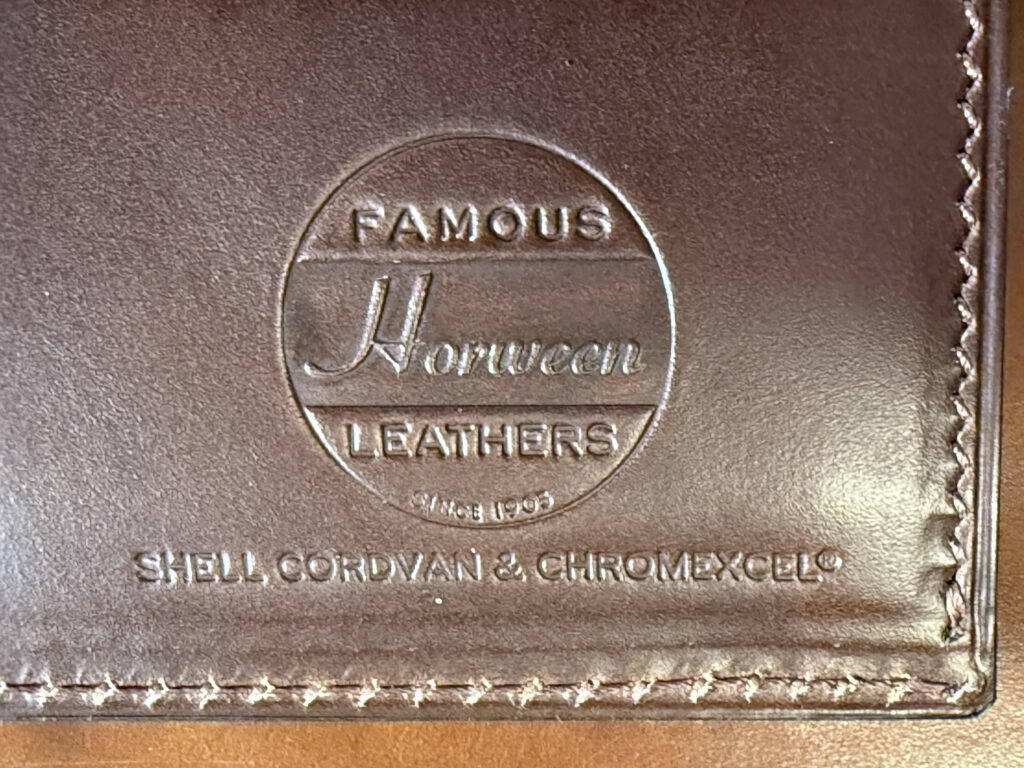 FAMOUS
Horween
LEATHERS
SINCE 1905
SHELL CORDVAN & CHROMEXCEL®